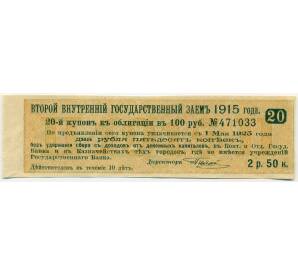 ВТОРОЙ ВНУТРЕННІЙ ГОСУДАРСТВЕННЫЙ ЗАЕМЪ 1915 года.
20
20-й купонъ къ облигаціи въ 100 руб. № 471033
По предъявленіи сего купона уплачивается съ 1 Мая 1925 года
два рубля пятьдесятъ копѣекъ,
безъ удержанія сбора съ доходовъ отъ денежныхъ капиталовъ, въ Конт. и Отд. Госуд.
Банка и въ Казначействахъ тѣхъ городовъ, гдѣ не имѣется учрежденій
Государственнаго Банка.
Директоръ
2 р. 50 к.
Дѣйствителенъ въ теченіе 10 лѣтъ.